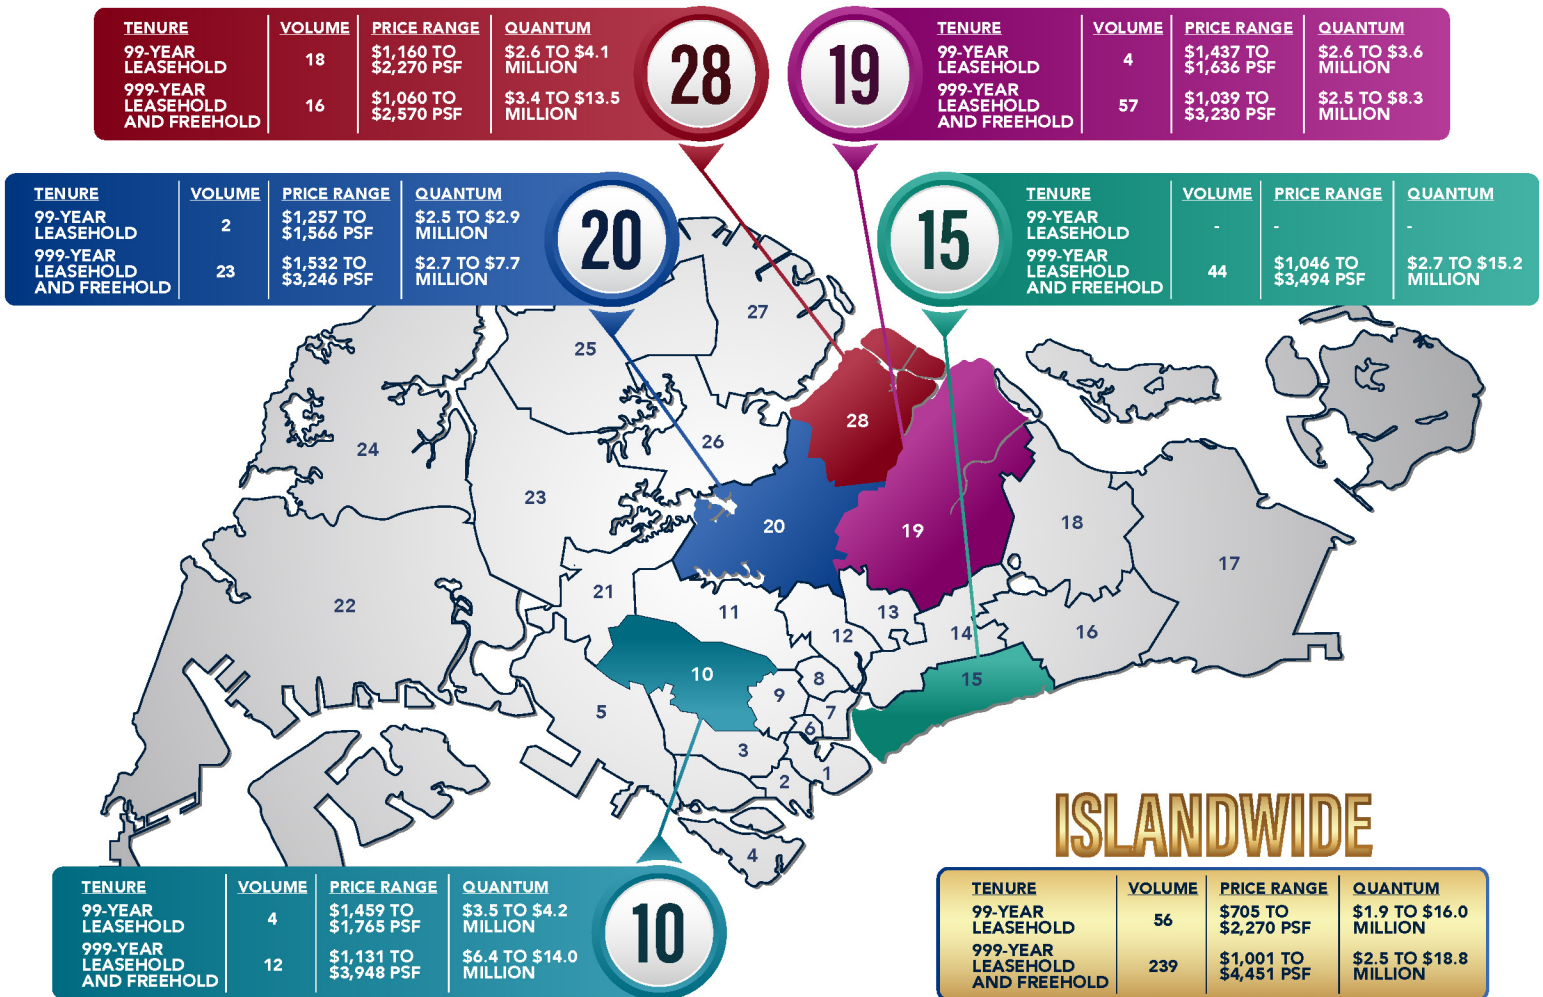 TENURE VOLUME PRICE RANGE QUANTUM
99-YEAR LEASEHOLD 18 $1,160 TO $2,270 PSF $2.6 TO $4.1 MILLION
999-YEAR LEASEHOLD AND FREEHOLD 16 $1,060 TO $2,570 PSF $3.4 TO $13.5 MILLION
28
19
TENURE VOLUME PRICE RANGE QUANTUM
99-YEAR LEASEHOLD 4 $1,437 TO $1,636 PSF $2.6 TO $3.6 MILLION
999-YEAR LEASEHOLD AND FREEHOLD 57 $1,039 TO $3,230 PSF $2.5 TO $8.3 MILLION
TENURE VOLUME PRICE RANGE QUANTUM
99-YEAR LEASEHOLD 2 $1,257 TO $1,566 PSF $2.5 TO $2.9 MILLION
999-YEAR LEASEHOLD AND FREEHOLD 23 $1,532 TO $3,246 PSF $2.7 TO $7.7 MILLION
20
15
TENURE VOLUME PRICE RANGE QUANTUM
99-YEAR LEASEHOLD - - -
999-YEAR LEASEHOLD AND FREEHOLD 44 $1,046 TO $3,494 PSF $2.7 TO $15.2 MILLION
27
25
28
26
24
23
20
19
18
17
21
22
11
13
12
14
16
10
8
9
15
7
5
6
3
1
2
4
TENURE VOLUME PRICE RANGE QUANTUM
99-YEAR LEASEHOLD 4 $1,459 TO $1,765 PSF $3.5 TO $4.2 MILLION
999-YEAR LEASEHOLD AND FREEHOLD 12 $1,131 TO $3,948 PSF $6.4 TO $14.0 MILLION
10
ISLANDWIDE
TENURE VOLUME PRICE RANGE QUANTUM
99-YEAR LEASEHOLD 56 $705 TO $2,270 PSF $1.9 TO $16.0 MILLION
999-YEAR LEASEHOLD AND FREEHOLD 239 $1,001 TO $4,451 PSF $2.5 TO $18.8 MILLION